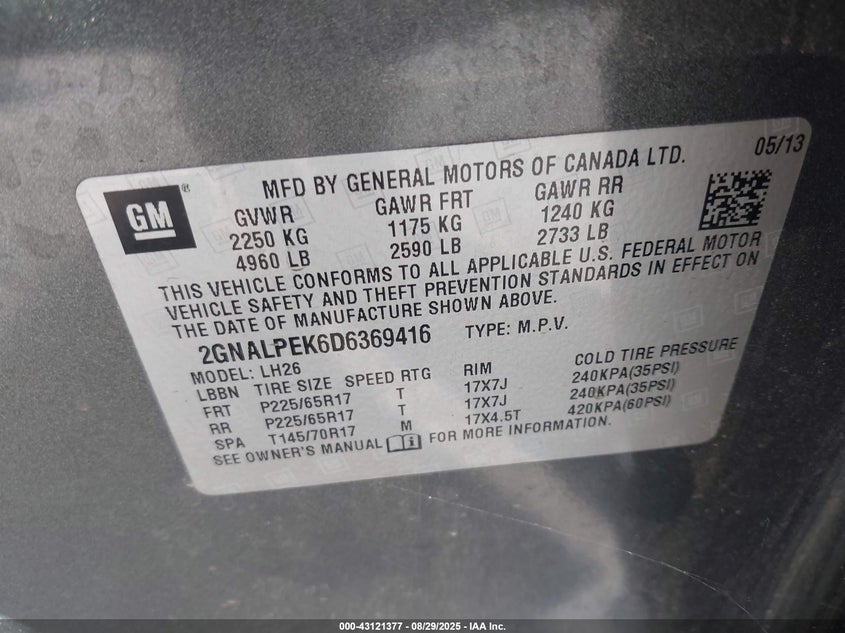 05/13
MFD BY GENERAL MOTORS OF CANADA LTD.
GM®
GVWR GAWR FRT GAWR RR
2250 KG 1175 KG 1240 KG
4960 LB 2590 LB 2733 LB
THIS VEHICLE CONFORMS TO ALL APPLICABLE U.S. FEDERAL MOTOR
VEHICLE SAFETY AND THEFT PREVENTION STANDARDS IN EFFECT ON
THE DATE OF MANUFACTURE SHOWN ABOVE.
2GNALPEK6D6369416 TYPE: M.P.V.
MODEL: LH26
LBBN TIRE SIZE SPEED RTG RIM COLD TIRE PRESSURE
FRT P225/65R17 T 17X7J 240KPA(35PSI)
RR P225/65R17 T 17X7J 240KPA(35PSI)
SPA T145/70R17 M 17X4.5T 420KPA(60PSI)
SEE OWNER'S MANUAL FOR MORE INFORMATION.
000-43121377 - 08/29/2025 - IAA Inc.